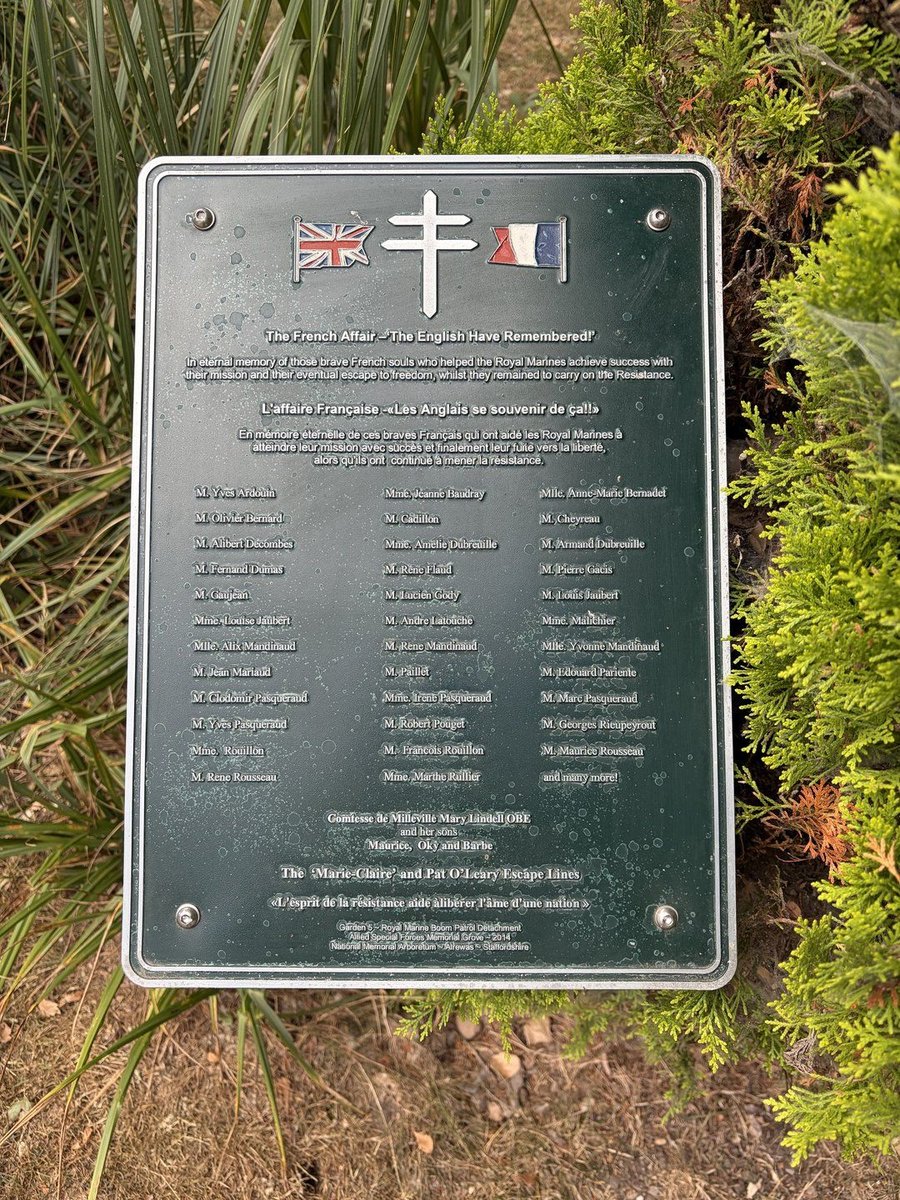 The French Affair – 'The English Have Remembered!'
In eternal memory of those brave French souls who helped the Royal Marines achieve success with
their mission and their eventual escape to freedom, whilst they remained to carry on the Resistance.
L'affaire Française -«Les Anglais se souvenir de ça!!»
En mémoire éternelle de ces braves Français qui ont aidé les Royal Marines à
atteindre leur mission avec succès et finalement leur fuite vers la liberté,
alors qu'ils ont continué à mener la résistance.
M. Yves Ardouin Mme. Jeanne Baudray Mlle. Anne-Marie Bernadet
M. Olivier Bernard M. Cadillon M. Cheyreau
M. Alibert Decombes Mme. Amelie Dubreuille M. Armand Dubreuille
M. Fernand Dumas M. Rene Flaud M. Pierre Gacis
M. Gaujean M. Lucien Gody M. Louis Jaubert
Mme. Louise Jaubert M. Andre Latouche Mme. Malichier
Mlle. Alix Mandinaud M. Rene Mandinaud Mlle. Yvonne Mandinaud
M. Jean Mariaud M. Paillet M. Edouard Pariente
M. Clodomir Pasqueraud Mme. Irene Pasqueraud M. Marc Pasqueraud
M. Yves Pasqueraud M. Robert Pouget M. Georges Rieupeyrout
Mme. Rouillon M. Francois Rouillon M. Maurice Rousseau
M. Rene Rousseau Mme. Marthe Rullier and many more!
Comtesse de Milleville Mary Lindell OBE
and her sons
Maurice, Oky and Barbe
The 'Marie-Claire' and Pat O'Leary Escape Lines
«L'esprit de la résistance aide àlibérer l'âme d'une nation »
Garden 6 – Royal Marine Boom Patrol Detachment
Allied Special Forces Memorial Grove – 2014
National Memorial Arboretum ~ Alrewas ~ Staffordshire